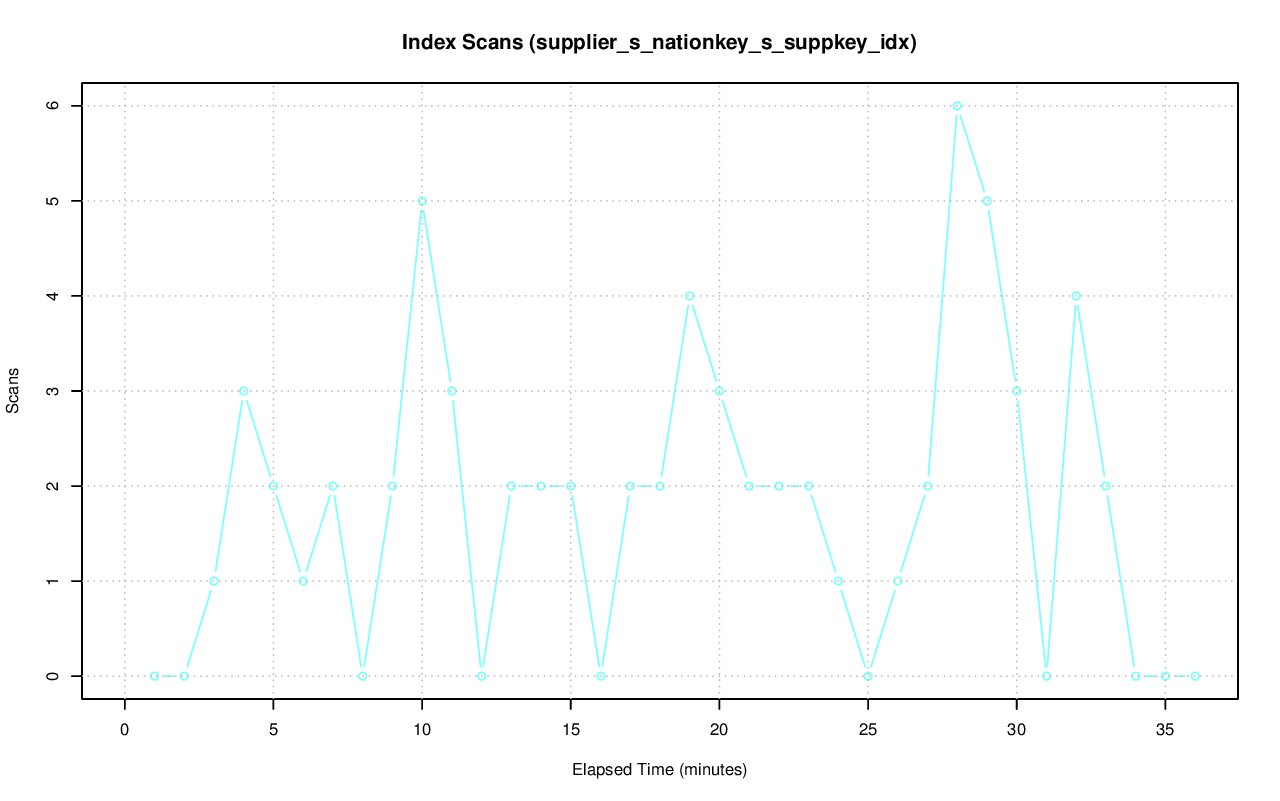 Index Scans (supplier_s_nationkey_s_suppkey_idx)
6
5
4
3
2
1
0
Scans
0 5 10 15 20 25 30 35
Elapsed Time (minutes)